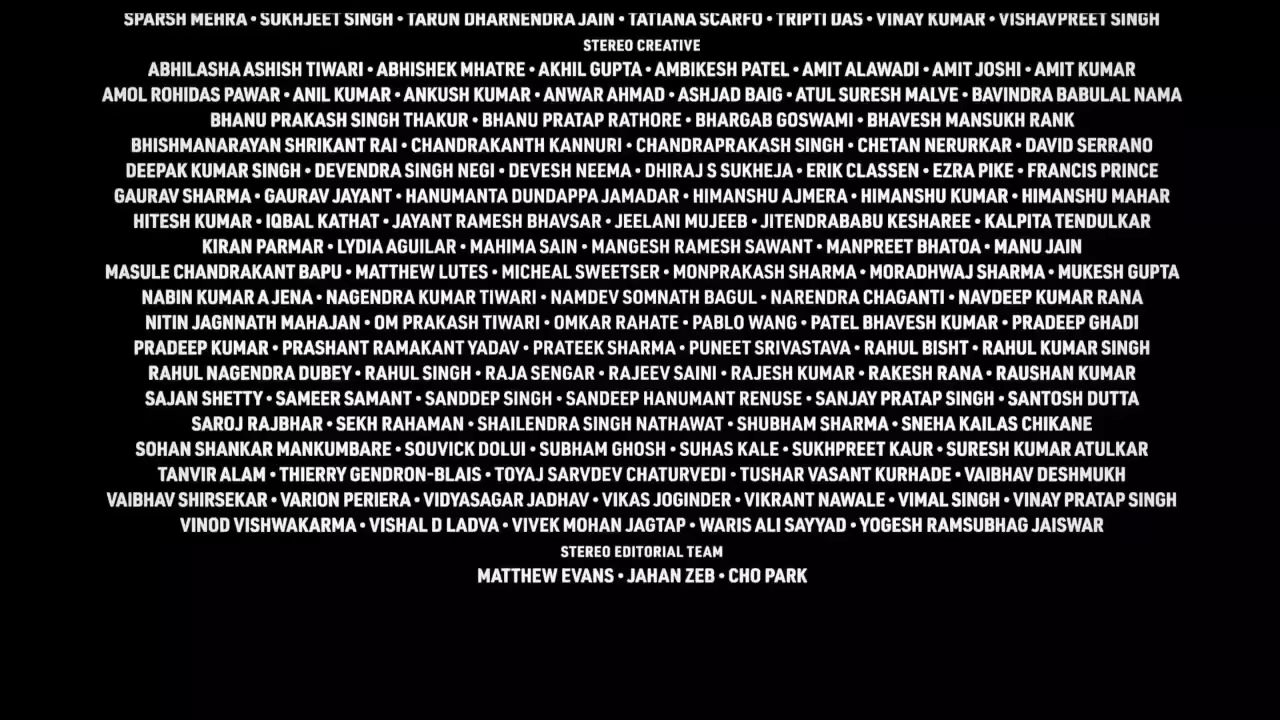 SPARSH MEHRA • SUKHJEET SINGH • TARUN DHARNENDRA JAIN • TATIANA SCARFO • TRIPTI DAS • VINAY KUMAR • VISHAVPREET SINGH
STEREO CREATIVE
ABHILASHA ASHISH TIWARI • ABHISHEK MHATRE • AKHIL GUPTA • AMBIKESH PATEL • AMIT ALAWADI • AMIT JOSHI • AMIT KUMAR
AMOL ROHIDAS PAWAR • ANIL KUMAR • ANKUSH KUMAR • ANWAR AHMAD • ASHJAD BAIG • ATUL SURESH MALVE • BAVINDRA BABULAL NAMA
BHANU PRAKASH SINGH THAKUR • BHANU PRATAP RATHORE • BHARGAB GOSWAMI • BHAVESH MANSUKH RANK
BHISHMANARAYAN SHRIKANT RAI • CHANDRAKANTH KANNURI • CHANDRAPRAKASH SINGH • CHETAN NERURKAR • DAVID SERRANO
DEEPAK KUMAR SINGH • DEVENDRA SINGH NEGI • DEVESH NEEMA • DHIRAJ S SUKHEJA • ERIK CLASSEN • EZRA PIKE • FRANCIS PRINCE
GAURAV SHARMA • GAURAV JAYANT • HANUMANTA DUNDAPPA JAMADAR • HIMANSHU AJMERA • HIMANSHU KUMAR • HIMANSHU MAHAR
HITESH KUMAR • IQBAL KATHAT • JAYANT RAMESH BHAVSAR • JEELANI MUJEEB • JITENDRABABU KESHAREE • KALPITA TENDULKAR
KIRAN PARMAR • LYDIA AGUILAR • MAHIMA SAIN • MANGESH RAMESH SAWANT • MANPREET BHATOA • MANU JAIN
MASULE CHANDRAKANT BAPU • MATTHEW LUTES • MICHEAL SWEETSER • MONPRAKASH SHARMA • MORADHWAJ SHARMA • MUKESH GUPTA
NABIN KUMAR A JENA • NAGENDRA KUMAR TIWARI • NAMDEV SOMNATH BAGUL • NARENDRA CHAGANTI • NAVDEEP KUMAR RANA
NITIN JAGNNATH MAHAJAN • OM PRAKASH TIWARI • OMKAR RAHATE • PABLO WANG • PATEL BHAVESH KUMAR • PRADEEP GHADI
PRADEEP KUMAR • PRASHANT RAMAKANT YADAV • PRATEEK SHARMA • PUNEET SRIVASTAVA • RAHUL BISHT • RAHUL KUMAR SINGH
RAHUL NAGENDRA DUBEY • RAHUL SINGH • RAJA SENGAR • RAJEEV SAINI • RAJESH KUMAR • RAKESH RANA • RAUSHAN KUMAR
SAJAN SHETTY • SAMEER SAMANT • SANDDEP SINGH • SANDEEP HANUMANT RENUSE • SANJAY PRATAP SINGH • SANTOSH DUTTA
SAROJ RAJBHAR • SEKH RAHAMAN • SHAILENDRA SINGH NATHAWAT • SHUBHAM SHARMA • SNEHA KAILAS CHIKANE
SOHAN SHANKAR MANKUMBARE • SOUVICK DOLUI • SUBHAM GHOSH • SUHAS KALE • SUKHPREET KAUR • SURESH KUMAR ATULKAR
TANVIR ALAM • THIERRY GENDRON-BLAIS • TOYAJ SARVDEV CHATURVEDI • TUSHAR VASANT KURHADE • VAIBHAV DESHMUKH
VAIBHAV SHIRSEKAR • VARION PERIERA • VIDYASAGAR JADHAV • VIKAS JOGINDER • VIKRANT NAWALE • VIMAL SINGH • VINAY PRATAP SINGH
VINOD VISHWAKARMA • VISHAL D LADVA • VIVEK MOHAN JAGTAP • WARIS ALI SAYYAD • YOGESH RAMSUBHAG JAISWAR
STEREO EDITORIAL TEAM
MATTHEW EVANS • JAHAN ZEB • CHO PARK